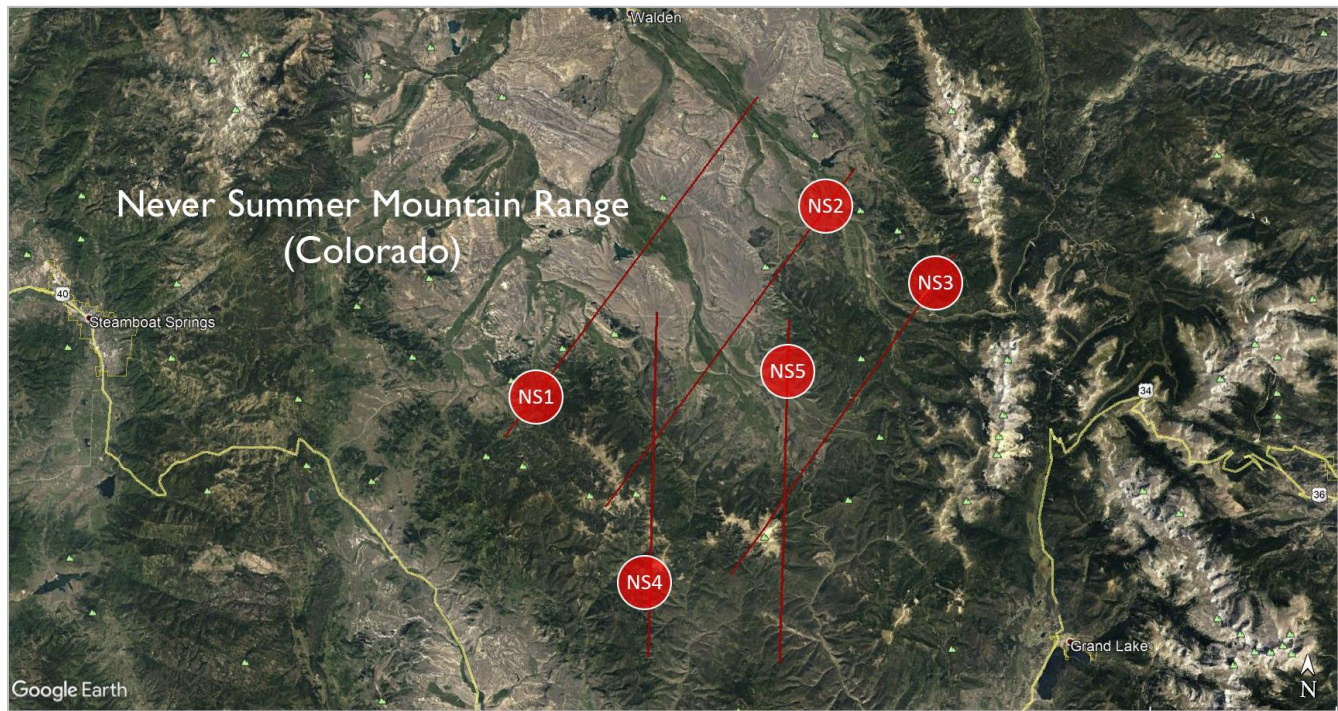 Walden
Never Summer Mountain Range
(Colorado)
NS2
NS3
40
Steamboat Springs
NS5
NS1
34
36
NS4
Grand Lake
Google Earth
N